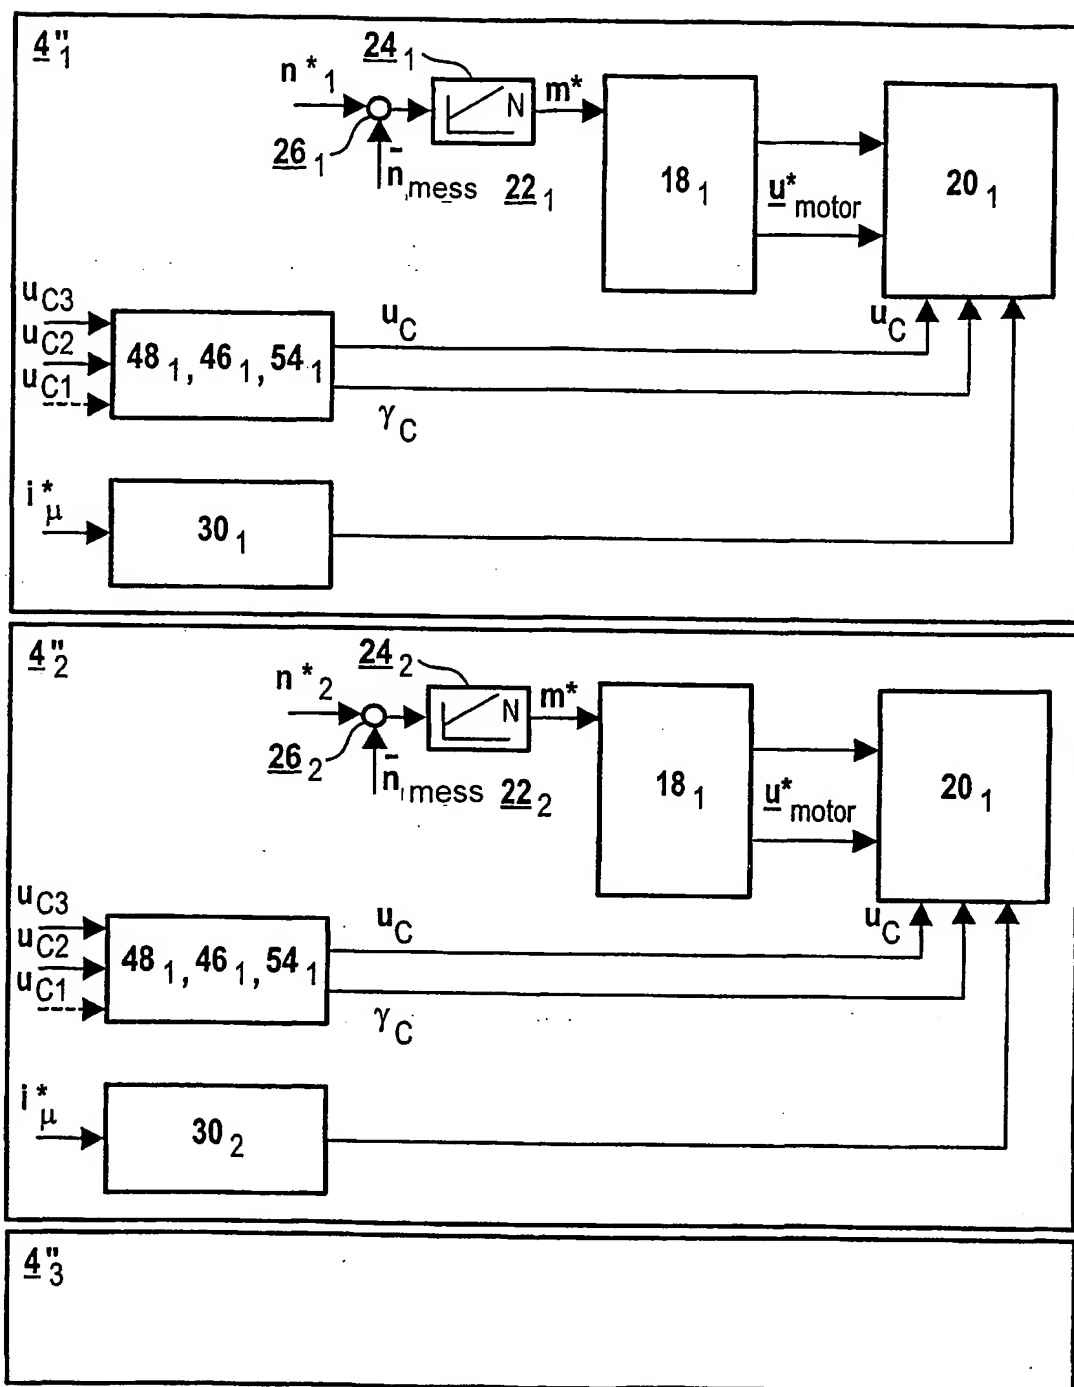 4"1
24 1
n*1
N
m*
26 1
n mess
22 1
18 1
u*motor
20 1
uC3
uC2
uC1
48 1, 46 1, 54 1
uC
uC
γC
i*μ
30 1
4"2
24 2
n*2
N
m*
26 2
n mess
22 2
18 1
u*motor
20 1
uC3
uC2
uC1
48 1, 46 1, 54 1
uC
uC
γC
i*μ
30 2
4"3